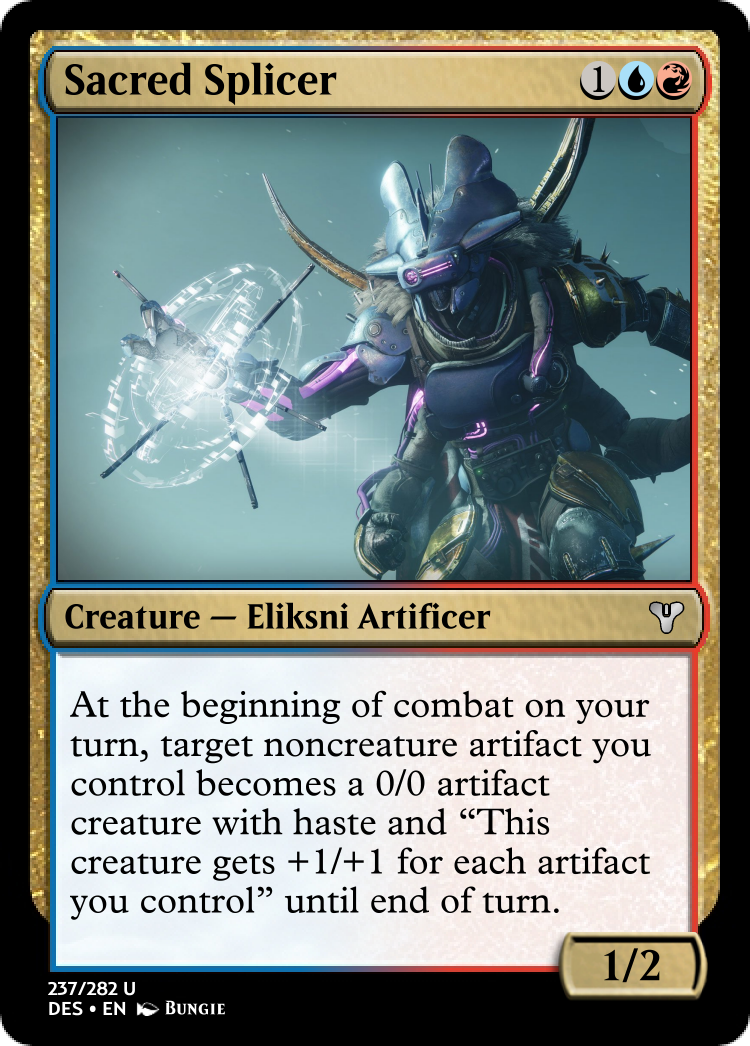 Sacred Splicer 1
Creature — Eliksni Artificer
At the beginning of combat on your
turn, target noncreature artifact you
control becomes a 0/0 artifact
creature with haste and “This
creature gets +1/+1 for each artifact
you control” until end of turn.
1/2
237/282 U
DES • EN BUNGIE